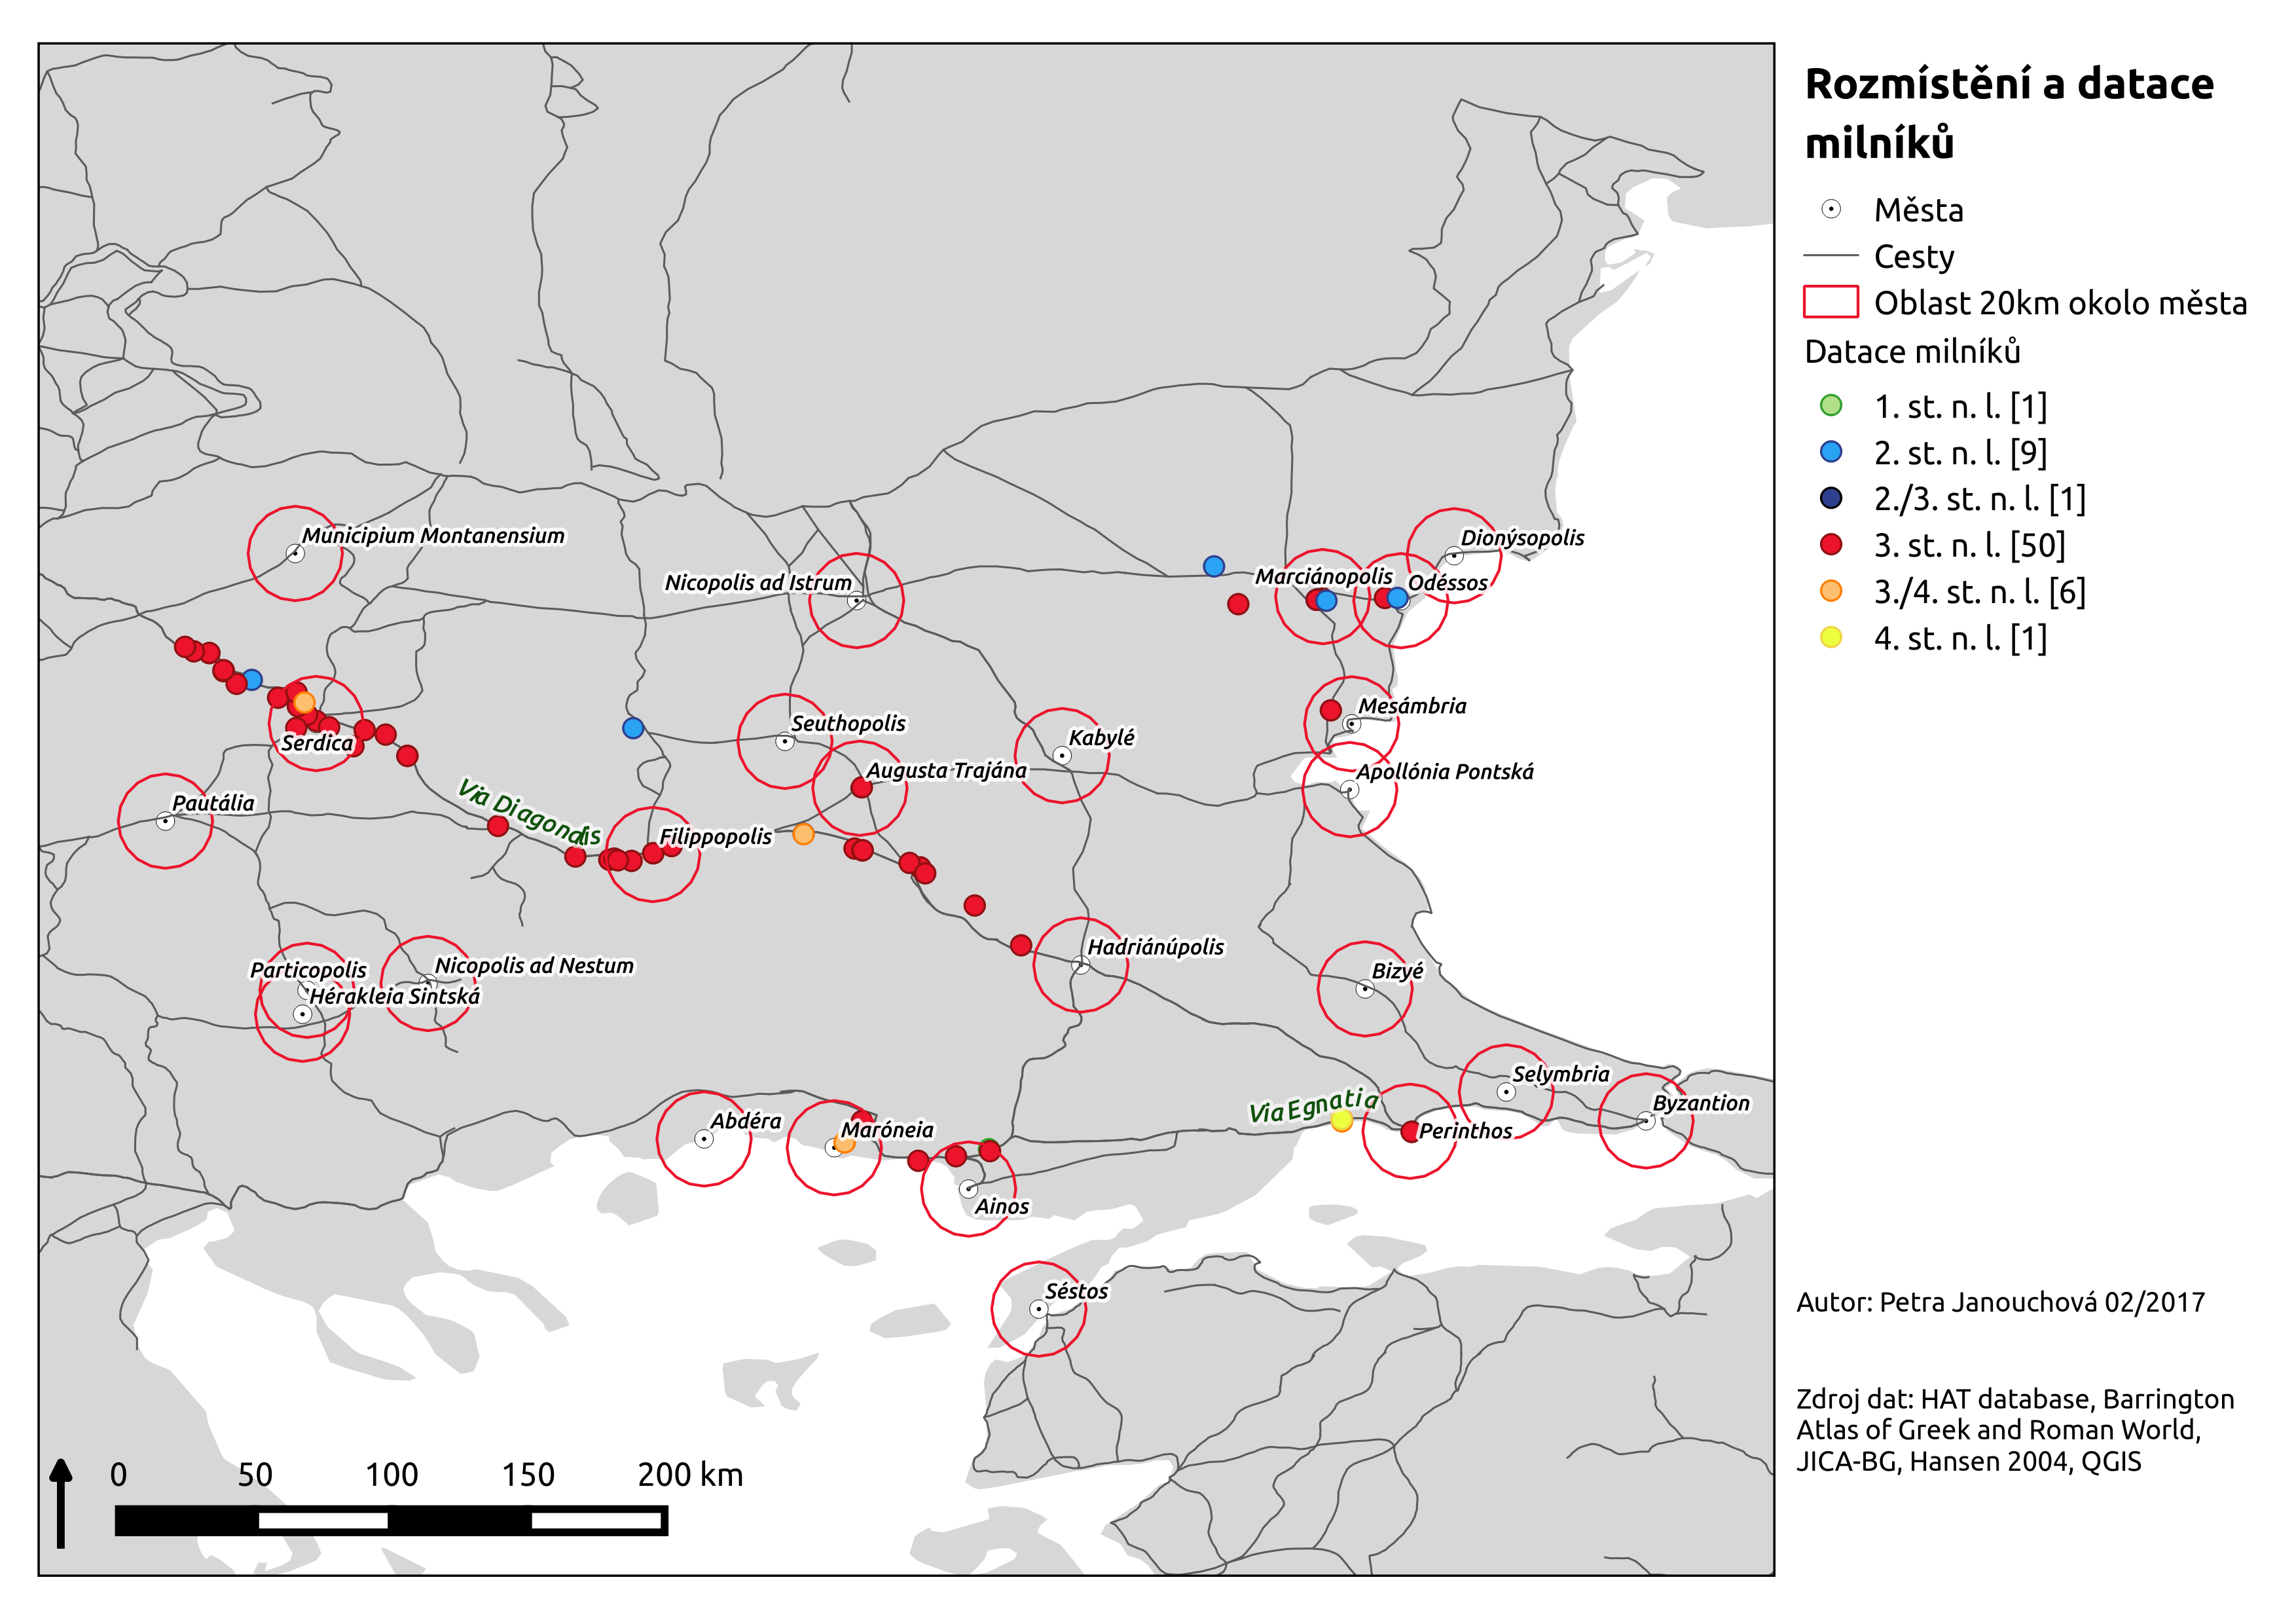 Rozmístění a datace
milníků
Města
Cesty
Oblast 20km okolo města
Datace milníků
1. st. n. l. [1]
2. st. n. l. [9]
2./3. st. n. l. [1]
3. st. n. l. [50]
3./4. st. n. l. [6]
4. st. n. l. [1]
Municipium Montanensium
Dionýsopolis
Nicopolis ad Istrum
Marciánopolis
Odéssos
Mesámbria
Seuthopolis
Kabylé
Serdica
Augusta Trajána
Apollónia Pontská
Pautália
Via Diagonalis
Filippopolis
Hadriánúpolis
Particopolis
Nicopolis ad Nestum
Hérakleia Sintská
Bizyé
Selymbria
Via Egnatia
Byzantion
Abdéra
Maróneia
Perinthos
Ainos
Séstos
0 50 100 150 200 km
Autor: Petra Janouchová 02/2017
Zdroj dat: HAT database, Barrington
Atlas of Greek and Roman World,
JICA-BG, Hansen 2004, QGIS